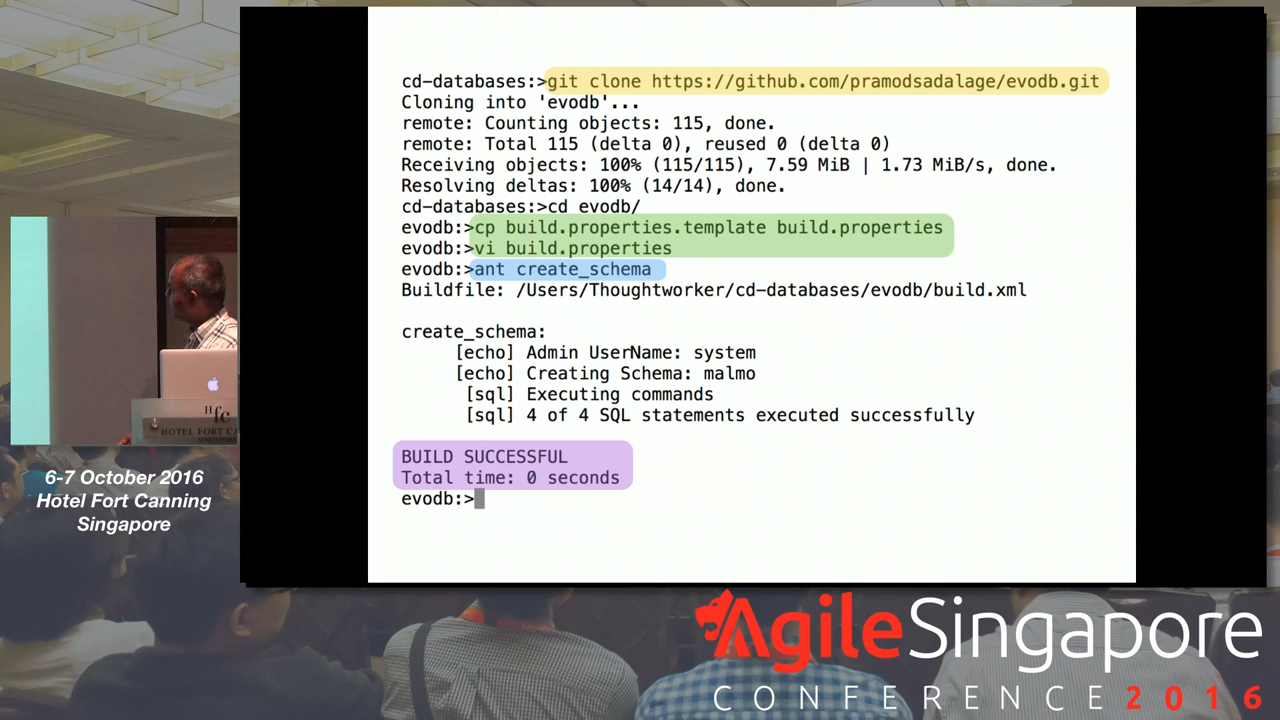 cd-databases:>git clone https://github.com/pramodsadalage/evodb.git
Cloning into 'evodb'...
remote: Counting objects: 115, done.
remote: Total 115 (delta 0), reused 0 (delta 0)
Receiving objects: 100% (115/115), 7.59 MiB | 1.73 MiB/s, done.
Resolving deltas: 100% (14/14), done.
cd-databases:>cd evodb/
evodb:>cp build.properties.template build.properties
evodb:>vi build.properties
evodb:>ant create_schema
Buildfile: /Users/Thoughtworker/cd-databases/evodb/build.xml
create_schema:
[echo] Admin UserName: system
[echo] Creating Schema: malmo
[sql] Executing commands
[sql] 4 of 4 SQL statements executed successfully
BUILD SUCCESSFUL
Total time: 0 seconds
evodb:>
HOTEL FORT CA
6-7 October 2016
Hotel Fort Canning
Singapore
AgileSingapore
CONFERENCE 2016